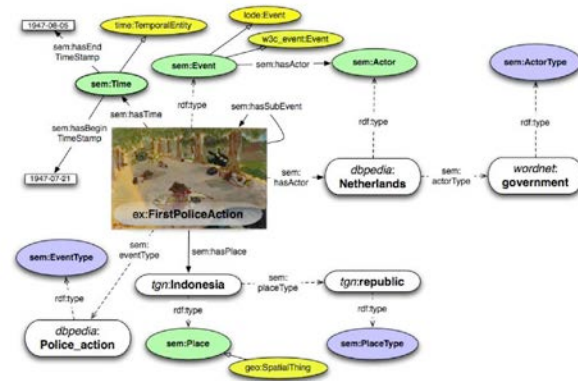 1947-08-05
time:TemporalEntity
lode:Event
w3c_event:Event
sem:hasEnd
TimeStamp
sem:Time
sem:Event
sem:hasActor
sem:Actor
sem:ActorType
sem:hasTime
rdf:type
sem:hasSubEvent
rdf:type
rdf:type
sem:hasBegin
TimeStamp
1947-07-21
ex:FirstPoliceAction
sem:
hasActor
dbpedia:
Netherlands
sem:
actorType
wordnet:
government
sem:EventType
sem:
eventType
sem:hasPlace
tgn:Indonesia
sem:
placeType
tgn:republic
rdf:type
rdf:type
rdf:type
dbpedia:
Police_action
sem:Place
sem:PlaceType
geo:SpatialThing